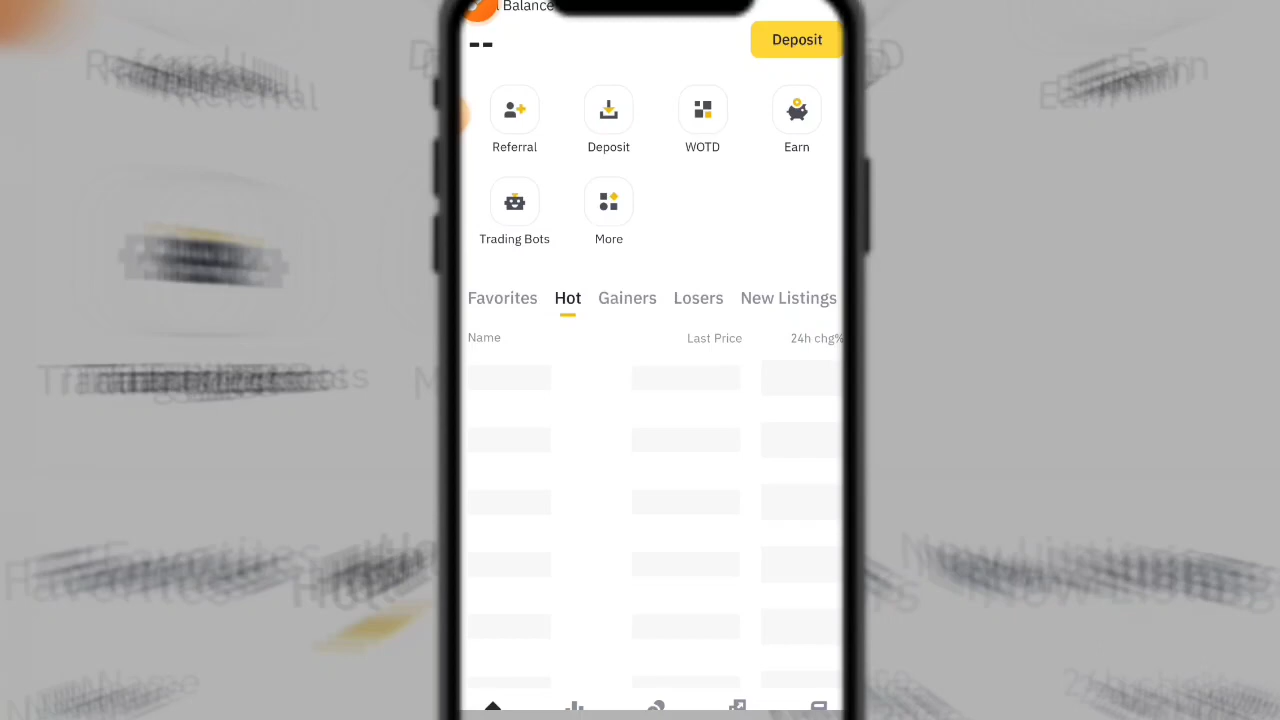 Balance
--
Deposit
Referral
Deposit
WOTD
Earn
Trading Bots
More
Favorites Hot Gainers Losers New Listings
Name Last Price 24h chg%